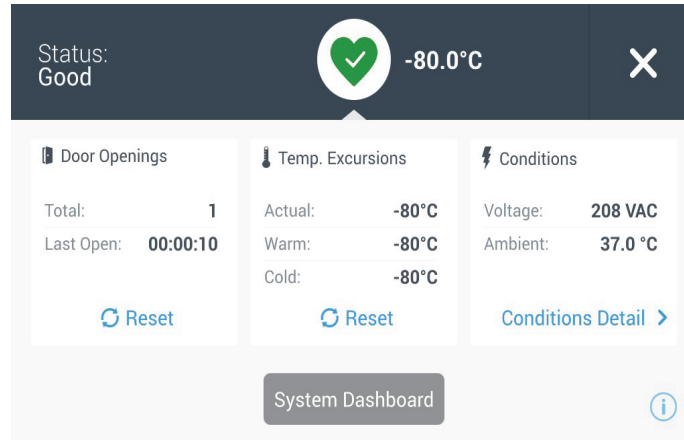 Status:
Good
-80.0°C
Door Openings
Total: 1
Last Open: 00:00:10
Reset
Temp. Excursions
Actual: -80°C
Warm: -80°C
Cold: -80°C
Reset
Conditions
Voltage: 208 VAC
Ambient: 37.0 °C
Conditions Detail
System Dashboard